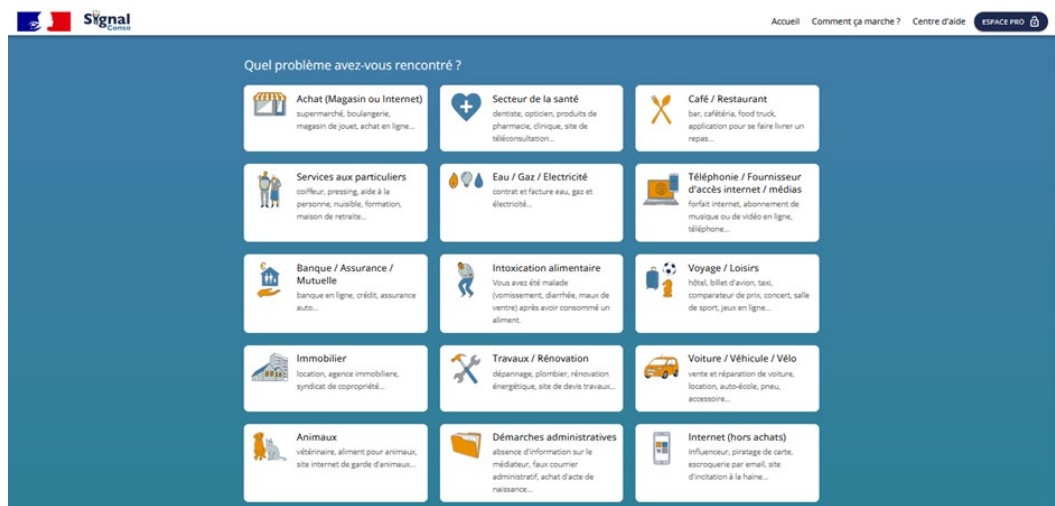 Signal
Conso
Accueil Comment ça marche ? Centre d'aide ESPACE PRO
Quel problème avez-vous rencontré ?
Achat (Magasin ou Internet)
supermarché, boulangerie,
magasin de jouet, achat en ligne...
Secteur de la santé
dentiste, opticien, produits de
pharmacie, clinique, site de
téléconsultation...
Café / Restaurant
bar, cafétéria, food truck,
application pour se faire livrer un
repas...
Services aux particuliers
coiffeur, pressing, aide à la
personne, nuisible, formation,
maison de retraite...
Eau / Gaz / Electricité
contrat et facture eau, gaz et
électricité...
Téléphonie / Fournisseur
d'accès internet / médias
forfait internet, abonnement de
musique ou de vidéo en ligne,
téléphone...
Banque / Assurance /
Mutuelle
banque en ligne, crédit, assurance
auto...
Intoxication alimentaire
Vous avez été malade
(vomissement, diarrhée, maux de
ventre) après avoir consommé un
aliment.
Voyage / Loisirs
hôtel, billet d'avion, taxi,
comparateur de prix, concert, salle
de sport, jeux en ligne...
Immobilier
location, agence immobilière,
syndicat de copropriété...
Travaux / Rénovation
dépannage, plombier, rénovation
énergétique, site de devis travaux...
Voiture / Véhicule / Vélo
vente et réparation de voiture,
location, auto-école, pneu,
accessoire...
Animaux
vétérinaire, aliment pour animaux,
site internet de garde d'animaux...
Démarches administratives
absence d'information sur le
médiateur, faux courrier
administratif, achat d'acte de
naissance...
Internet (hors achats)
Influenceur, piratage de carte,
escroquerie par email, site
d'incitation à la haine...